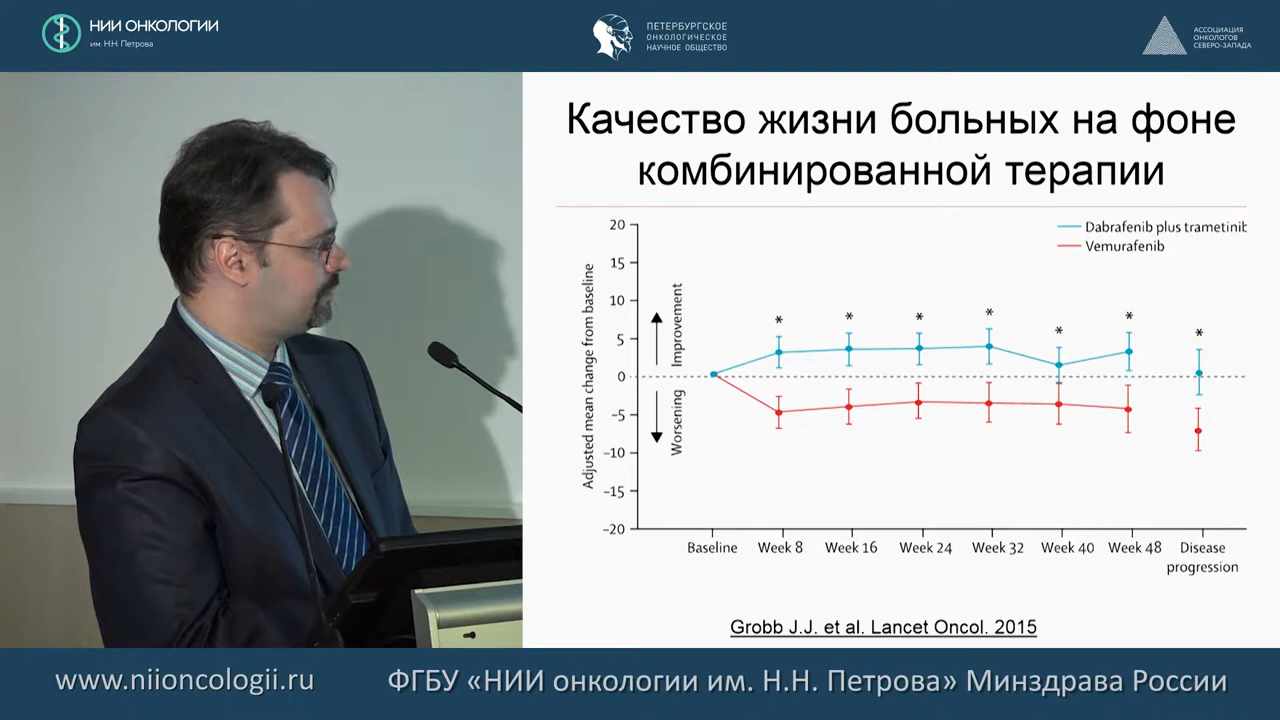 НИИ ОНКОЛОГИИ
им. Н.Н. Петрова
ПЕТЕРБУРГСКОЕ
ОНКОЛОГИЧЕСКОЕ
НАУЧНОЕ ОБЩЕСТВО
АССОЦИАЦИЯ
ОНКОЛОГОВ
СЕВЕРО-ЗАПАДА
Качество жизни больных на фоне
комбинированной терапии
Dabrafenib plus trametinib
Vemurafenib
Adjusted mean change from baseline
Improvement
Worsening
20
15
10
5
0
–5
–10
–15
–20
* * * * * * *
Baseline Week 8 Week 16 Week 24 Week 32 Week 40 Week 48 Disease
progression
Grobb J.J. et al. Lancet Oncol. 2015
www.niioncologii.ru ФГБУ «НИИ онкологии им. Н.Н. Петрова» Минздрава России